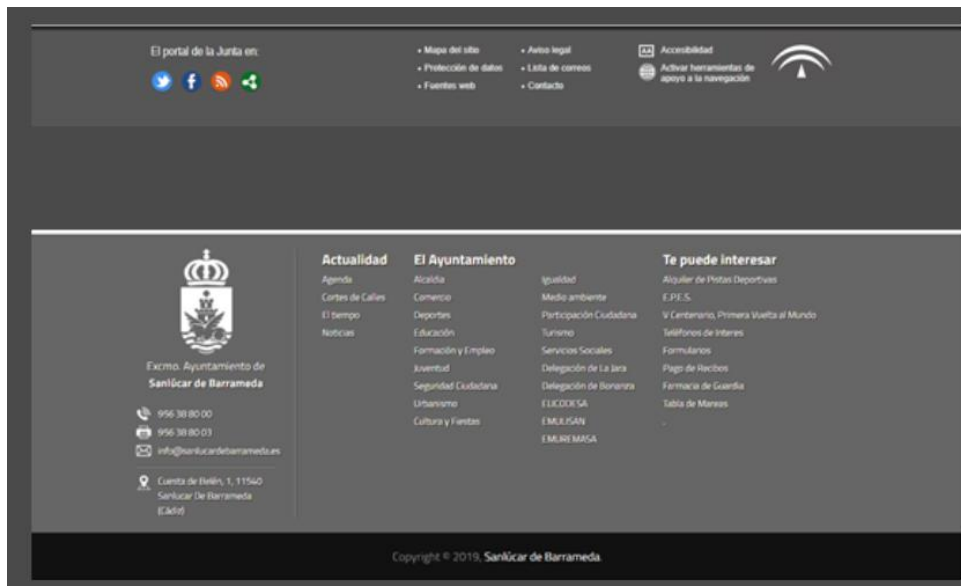 El portal de la Junta en:
• Mapa del sitio
• Protección de datos
• Fuentes web
• Aviso legal
• Lista de correos
• Contacto
AA Accesibilidad
Activar herramientas de
apoyo a la navegación
Excmo. Ayuntamiento de
Sanlúcar de Barrameda
956 38 80 00
956 38 80 03
info@sanlucardebarrameda.es
Cuesta de Belén, 1, 11540
Sanlucar De Barrameda
(Cádiz)
Actualidad
Agenda
Cortes de Calles
El tiempo
Noticias
El Ayuntamiento
Alcaldía
Comercio
Deportes
Educación
Formación y Empleo
Juventud
Seguridad Ciudadana
Urbanismo
Cultura y Fiestas
Igualdad
Medio ambiente
Participación Ciudadana
Turismo
Servicios Sociales
Delegación de La Jara
Delegación de Bonanza
ELICODESA
EMULISAN
EMUREMASA
Te puede interesar
Alquiler de Pistas Deportivas
E.P.E.S.
V Centenario, Primera Vuelta al Mundo
Teléfonos de Interes
Formularios
Pago de Recibos
Farmacia de Guardia
Tabla de Mareas
.
Copyright © 2019, Sanlúcar de Barrameda.